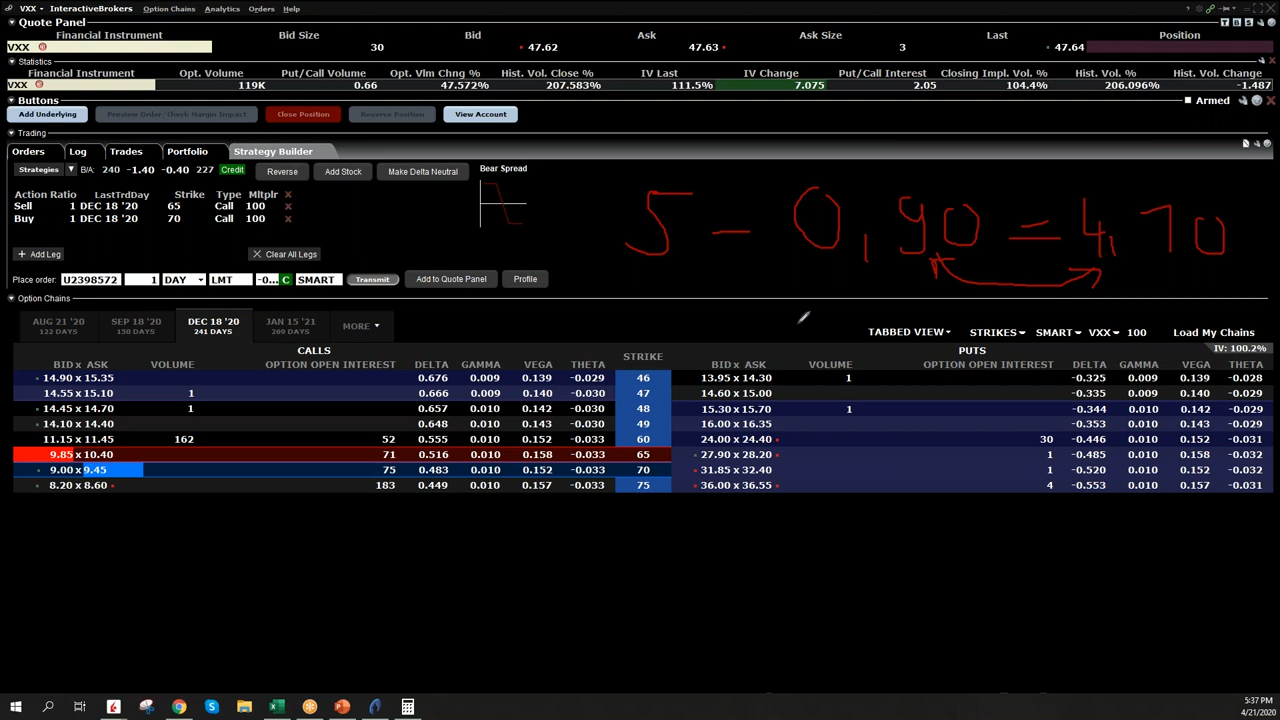 VXX InteractiveBrokers Option Chains Analytics Orders Help
Quote Panel
Financial Instrument Bid Size Bid Ask Ask Size Last Position
VXX 30 47.62 47.63 3 47.64
Statistics
Financial Instrument Opt. Volume Put/Call Volume Opt. Vlm Chng % Hist. Vol. Close % IV Last IV Change Put/Call Interest Closing Impl. Vol. % Hist. Vol. % Hist. Vol. Change
VXX 119K 0.66 47.572% 207.583% 111.5% 7.075 2.05 104.4% 206.096% -1.487
Buttons Armed
Add Underlying Preview Order/Check Margin Impact Close Position Reverse Position View Account
Trading
Orders Log Trades Portfolio Strategy Builder
Strategies B/A: 240 -1.40 -0.40 227 Credit Reverse Add Stock Make Delta Neutral Bear Spread
Action Ratio LastTrdDay Strike Type Mltplr
Sell 1 DEC 18 '20 65 Call 100
Buy 1 DEC 18 '20 70 Call 100
5 - 0,90 = 4,70
+ Add Leg Clear All Legs
Place order: U2398572 1 DAY LMT -0... C SMART Transmit Add to Quote Panel Profile
Option Chains
AUG 21 '20 SEP 18 '20 DEC 18 '20 JAN 15 '21 MORE
122 DAYS 150 DAYS 241 DAYS 269 DAYS
TABBED VIEW STRIKES SMART VXX 100 Load My Chains
CALLS STRIKE PUTS IV: 100.2%
BID x ASK VOLUME OPTION OPEN INTEREST DELTA GAMMA VEGA THETA BID x ASK VOLUME OPTION OPEN INTEREST DELTA GAMMA VEGA THETA
14.90 x 15.35 0.676 0.009 0.139 -0.029 46 13.95 x 14.30 1 -0.325 0.009 0.139 -0.028
14.55 x 15.10 1 0.666 0.009 0.140 -0.030 47 14.60 x 15.00 -0.335 0.009 0.140 -0.029
14.45 x 14.70 1 0.657 0.010 0.142 -0.030 48 15.30 x 15.70 1 -0.344 0.010 0.142 -0.029
14.10 x 14.40 0.648 0.010 0.143 -0.030 49 16.00 x 16.35 -0.353 0.010 0.143 -0.029
11.15 x 11.45 162 52 0.555 0.010 0.152 -0.033 60 24.00 x 24.40 30 -0.446 0.010 0.152 -0.031
9.85 x 10.40 71 0.516 0.010 0.158 -0.033 65 27.90 x 28.20 1 -0.485 0.010 0.158 -0.032
9.00 x 9.45 75 0.483 0.010 0.152 -0.033 70 31.85 x 32.40 1 -0.520 0.010 0.152 -0.032
8.20 x 8.60 183 0.449 0.010 0.157 -0.033 75 36.00 x 36.55 4 -0.553 0.010 0.157 -0.031
5:37 PM
4/21/2020